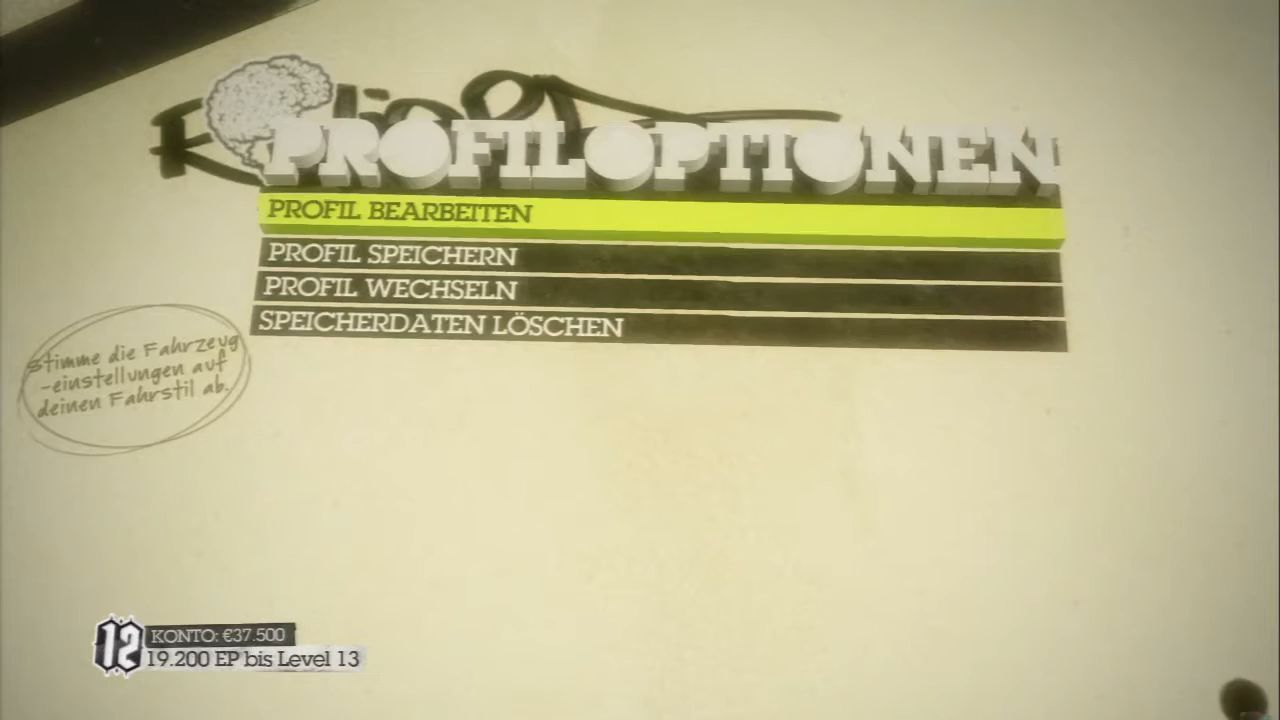 PROFILOPTIONEN
PROFIL BEARBEITEN
PROFIL SPEICHERN
PROFIL WECHSELN
SPEICHERDATEN LÖSCHEN
Stimme die Fahrzeug
-einstellungen auf
deinen Fahrstil ab.
12
KONTO: €37.500
19.200 EP bis Level 13